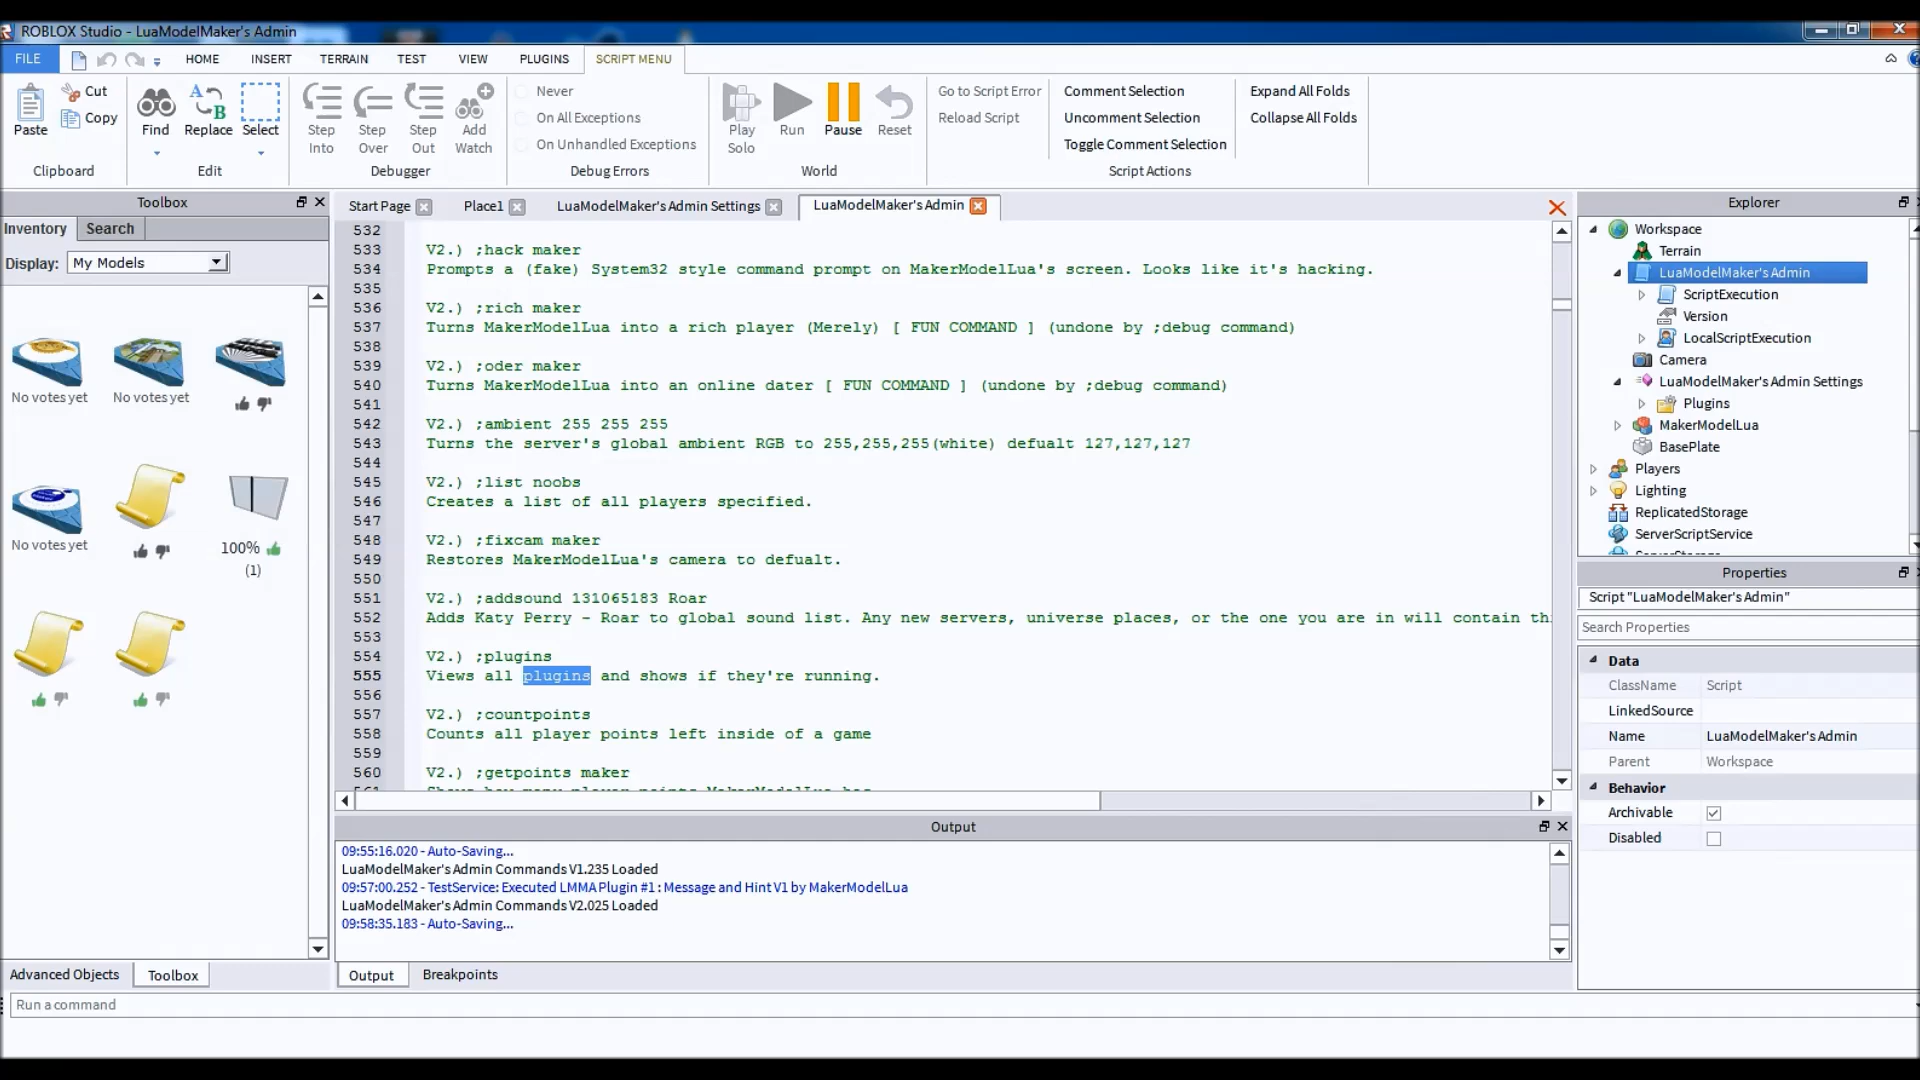 ROBLOX Studio - LuaModelMaker's Admin
FILE
HOME
INSERT
TERRAIN
TEST
VIEW
PLUGINS
SCRIPT MENU
Paste
Cut
Copy
Clipboard
Find
Replace
Select
Edit
Step Into
Step Over
Step Out
Add Watch
Debugger
Never
On All Exceptions
On Unhandled Exceptions
Debug Errors
Play Solo
Run
Pause
Reset
World
Go to Script Error
Reload Script
Comment Selection
Uncomment Selection
Toggle Comment Selection
Expand All Folds
Collapse All Folds
Script Actions
Toolbox
Inventory
Search
Display:
My Models
No votes yet
No votes yet
No votes yet
100%
(1)
Advanced Objects
Toolbox
Start Page
Place1
LuaModelMaker's Admin Settings
LuaModelMaker's Admin
532
533 V2.) ;hack maker
534 Prompts a (fake) System32 style command prompt on MakerModelLua's screen. Looks like it's hacking.
535
536 V2.) ;rich maker
537 Turns MakerModelLua into a rich player (Merely) [ FUN COMMAND ] (undone by ;debug command)
538
539 V2.) ;oder maker
540 Turns MakerModelLua into an online dater [ FUN COMMAND ] (undone by ;debug command)
541
542 V2.) ;ambient 255 255 255
543 Turns the server's global ambient RGB to 255,255,255(white) defualt 127,127,127
544
545 V2.) ;list noobs
546 Creates a list of all players specified.
547
548 V2.) ;fixcam maker
549 Restores MakerModelLua's camera to defualt.
550
551 V2.) ;addsound 131065183 Roar
552 Adds Katy Perry - Roar to global sound list. Any new servers, universe places, or the one you are in will contain
553
554 V2.) ;plugins
555 Views all plugins and shows if they're running.
556
557 V2.) ;countpoints
558 Counts all player points left inside of a game
559
560 V2.) ;getpoints maker
Output
09:55:16.020 - Auto-Saving...
LuaModelMaker's Admin Commands V1.235 Loaded
09:57:00.252 - TestService: Executed LMMA Plugin #1 : Message and Hint V1 by MakerModelLua
LuaModelMaker's Admin Commands V2.025 Loaded
09:58:35.183 - Auto-Saving...
Output
Breakpoints
Run a command
Explorer
Workspace
Terrain
LuaModelMaker's Admin
ScriptExecution
Version
LocalScriptExecution
Camera
LuaModelMaker's Admin Settings
Plugins
MakerModelLua
BasePlate
Players
Lighting
ReplicatedStorage
ServerScriptService
Properties
Script "LuaModelMaker's Admin"
Search Properties
Data
ClassName Script
LinkedSource
Name LuaModelMaker's Admin
Parent Workspace
Behavior
Archivable
Disabled